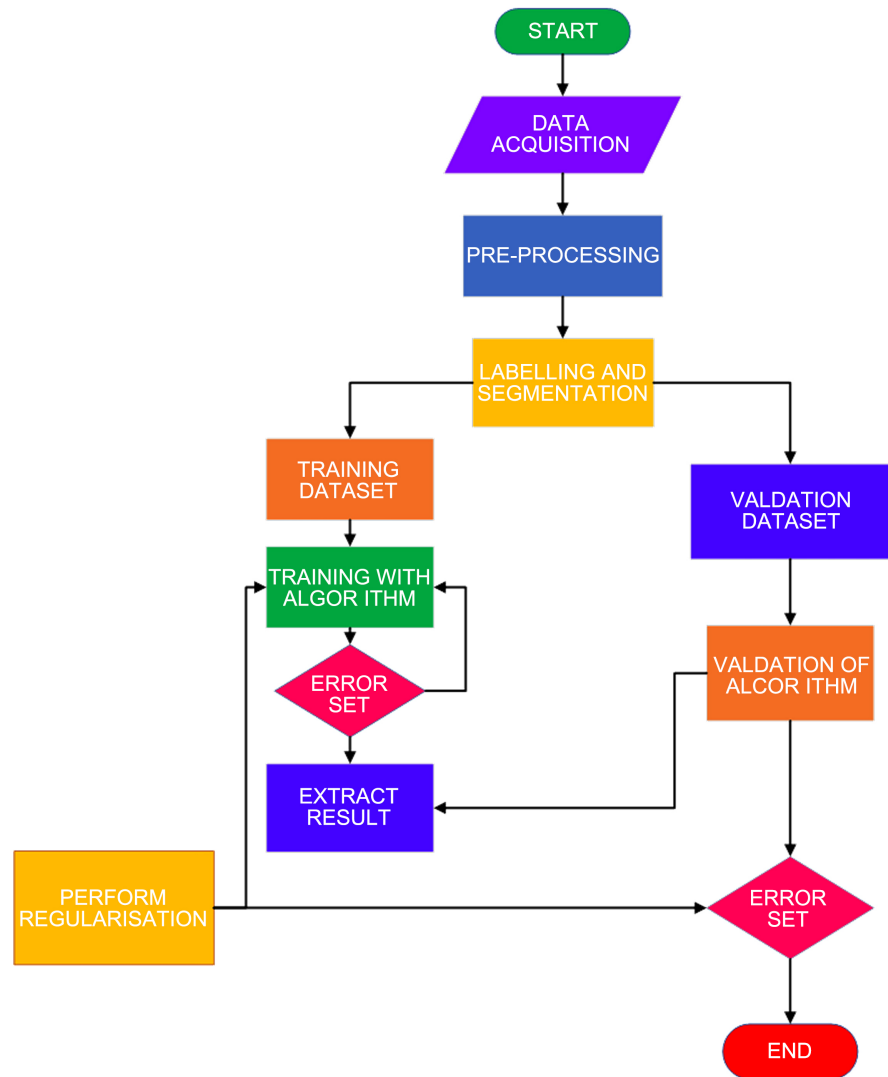 START
DATA
ACQUISITION
PRE-PROCESSING
LABELLING AND
SEGMENTATION
TRAINING
DATASET
VALDATION
DATASET
TRAINING WITH
ALGOR ITHM
ERROR
SET
VALDATION OF
ALCOR ITHM
EXTRACT
RESULT
PERFORM
REGULARISATION
ERROR
SET
END